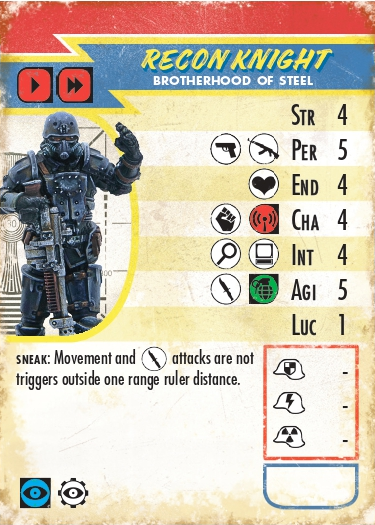 RECON KNIGHT
BROTHERHOOD OF STEEL
STR 4
PER 5
END 4
CHA 4
INT 4
AGI 5
LUC 1
SNEAK: Movement and attacks are not
triggers outside one range ruler distance.
-
-
-